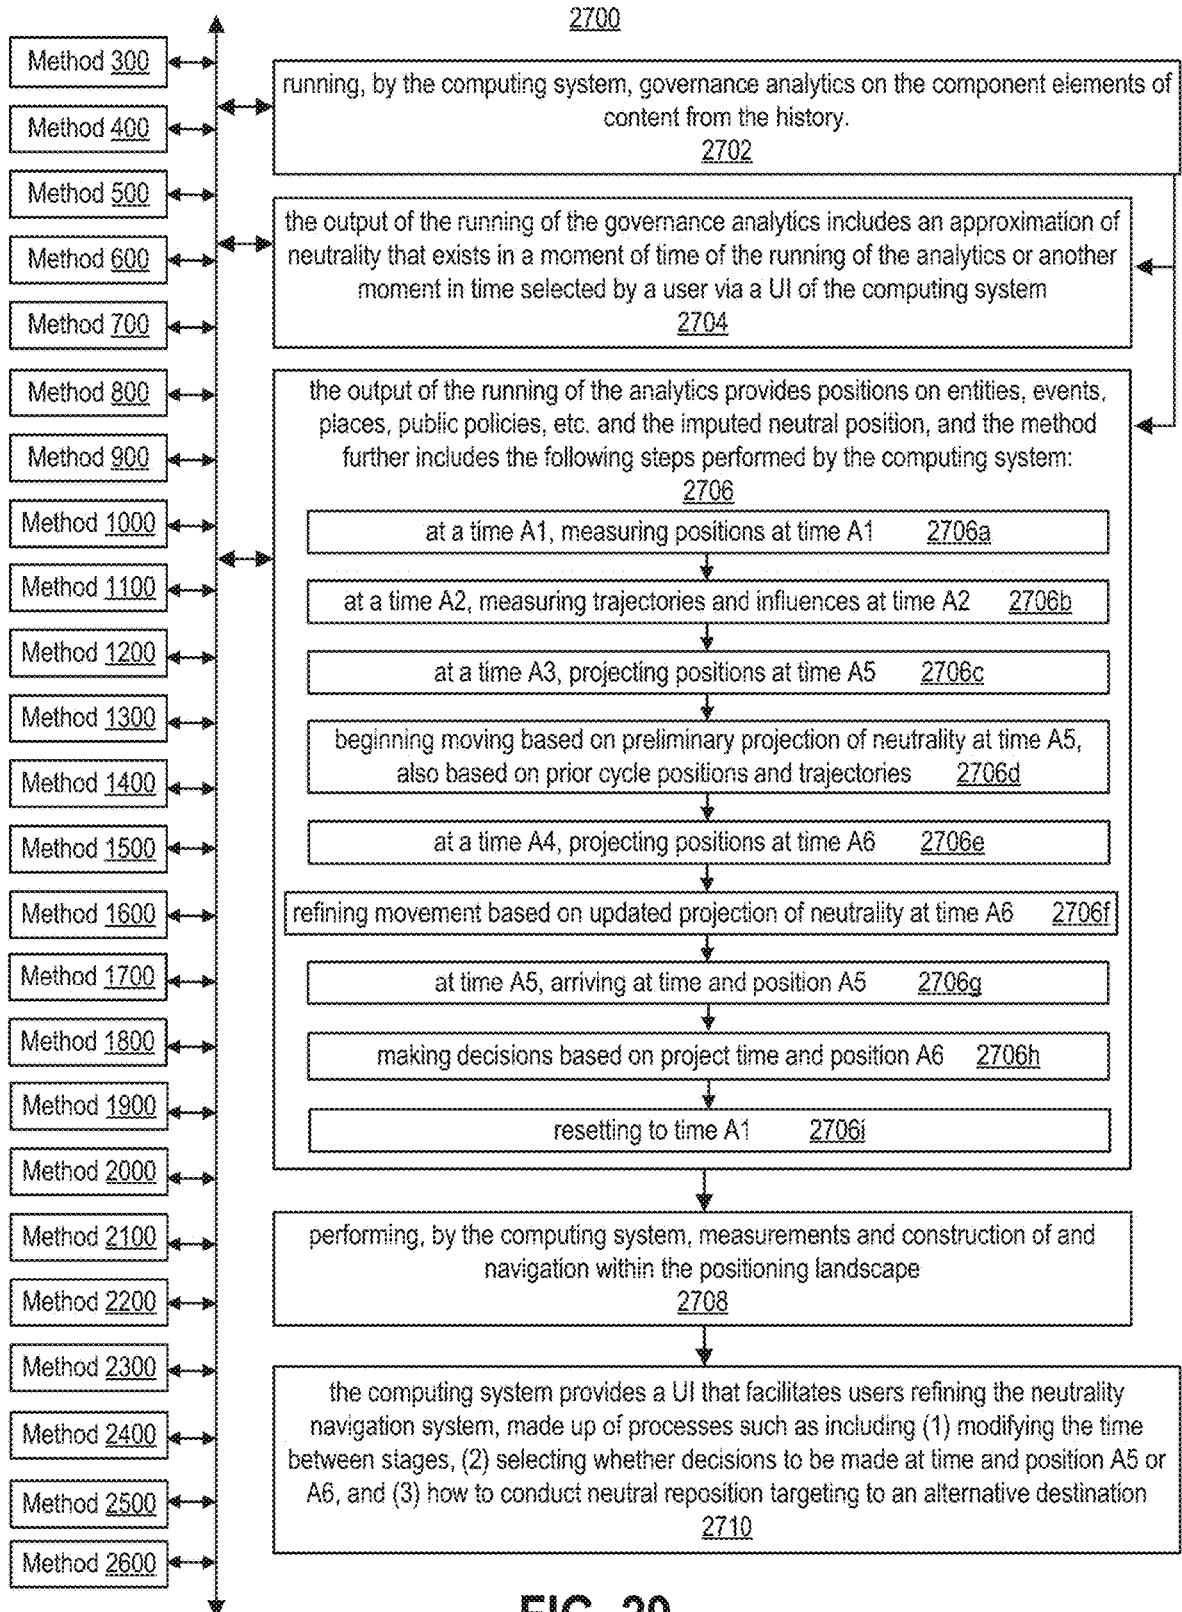 2700
Method 300
Method 400
Method 500
Method 600
Method 700
Method 800
Method 900
Method 1000
Method 1100
Method 1200
Method 1300
Method 1400
Method 1500
Method 1600
Method 1700
Method 1800
Method 1900
Method 2000
Method 2100
Method 2200
Method 2300
Method 2400
Method 2500
Method 2600
running, by the computing system, governance analytics on the component elements of
content from the history.
2702
the output of the running of the governance analytics includes an approximation of
neutrality that exists in a moment of time of the running of the analytics or another
moment in time selected by a user via a UI of the computing system
2704
the output of the running of the analytics provides positions on entities, events,
places, public policies, etc. and the imputed neutral position, and the method
further includes the following steps performed by the computing system:
2706
at a time A1, measuring positions at time A1 2706a
at a time A2, measuring trajectories and influences at time A2 2706b
at a time A3, projecting positions at time A5 2706c
beginning moving based on preliminary projection of neutrality at time A5,
also based on prior cycle positions and trajectories 2706d
at a time A4, projecting positions at time A6 2706e
refining movement based on updated projection of neutrality at time A6 2706f
at time A5, arriving at time and position A5 2706g
making decisions based on project time and position A6 2706h
resetting to time A1 2706i
performing, by the computing system, measurements and construction of and
navigation within the positioning landscape
2708
the computing system provides a UI that facilitates users refining the neutrality
navigation system, made up of processes such as including (1) modifying the time
between stages, (2) selecting whether decisions to be made at time and position A5 or
A6, and (3) how to conduct neutral reposition targeting to an alternative destination
2710